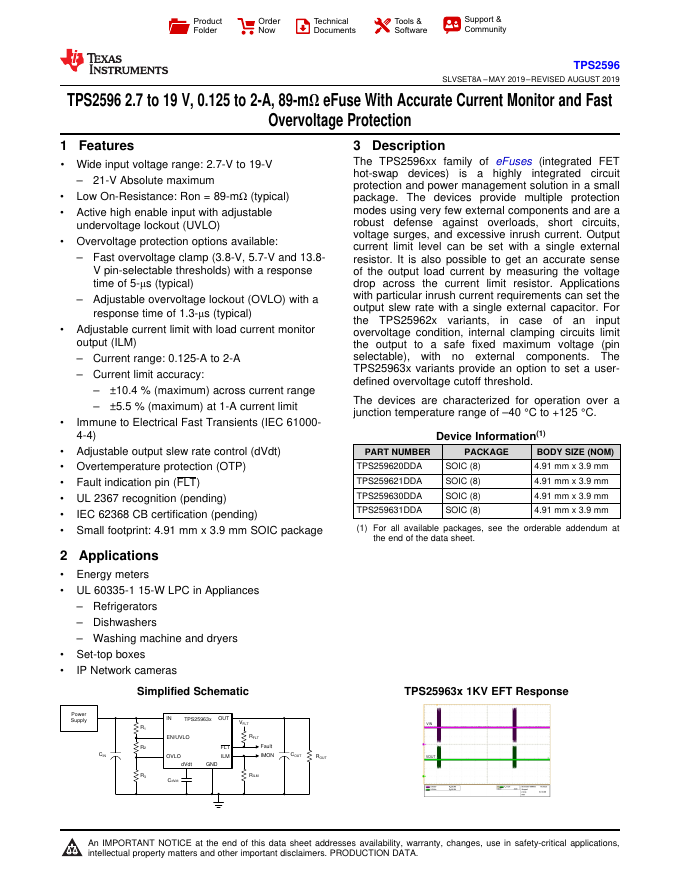 Product
Folder
Order
Now
Technical
Documents
Tools &
Software
Support &
Community
TEXAS
INSTRUMENTS
TPS2596
SLVSET8A –MAY 2019–REVISED AUGUST 2019
TPS2596 2.7 to 19 V, 0.125 to 2-A, 89-mΩ eFuse With Accurate Current Monitor and Fast
Overvoltage Protection
1 Features
• Wide input voltage range: 2.7-V to 19-V
– 21-V Absolute maximum
• Low On-Resistance: Ron = 89-mΩ (typical)
• Active high enable input with adjustable
undervoltage lockout (UVLO)
• Overvoltage protection options available:
– Fast overvoltage clamp (3.8-V, 5.7-V and 13.8-
V pin-selectable thresholds) with a response
time of 5-μs (typical)
– Adjustable overvoltage lockout (OVLO) with a
response time of 1.3-μs (typical)
• Adjustable current limit with load current monitor
output (ILM)
– Current range: 0.125-A to 2-A
– Current limit accuracy:
– ±10.4 % (maximum) across current range
– ±5.5 % (maximum) at 1-A current limit
• Immune to Electrical Fast Transients (IEC 61000-
4-4)
• Adjustable output slew rate control (dVdt)
• Overtemperature protection (OTP)
• Fault indication pin (FLT)
• UL 2367 recognition (pending)
• IEC 62368 CB certification (pending)
• Small footprint: 4.91 mm x 3.9 mm SOIC package
2 Applications
• Energy meters
• UL 60335-1 15-W LPC in Appliances
– Refrigerators
– Dishwashers
– Washing machine and dryers
• Set-top boxes
• IP Network cameras
3 Description
The TPS2596xx family of eFuses (integrated FET
hot-swap devices) is a highly integrated circuit
protection and power management solution in a small
package. The devices provide multiple protection
modes using very few external components and are a
robust defense against overloads, short circuits,
voltage surges, and excessive inrush current. Output
current limit level can be set with a single external
resistor. It is also possible to get an accurate sense
of the output load current by measuring the voltage
drop across the current limit resistor. Applications
with particular inrush current requirements can set the
output slew rate with a single external capacitor. For
the TPS25962x variants, in case of an input
overvoltage condition, internal clamping circuits limit
the output to a safe fixed maximum voltage (pin
selectable), with no external components. The
TPS25963x variants provide an option to set a user-
defined overvoltage cutoff threshold.
The devices are characterized for operation over a
junction temperature range of –40 °C to +125 °C.
Device Information(1)
PART NUMBER PACKAGE BODY SIZE (NOM)
TPS259620DDA SOIC (8) 4.91 mm x 3.9 mm
TPS259621DDA SOIC (8) 4.91 mm x 3.9 mm
TPS259630DDA SOIC (8) 4.91 mm x 3.9 mm
TPS259631DDA SOIC (8) 4.91 mm x 3.9 mm
(1) For all available packages, see the orderable addendum at
the end of the data sheet.
Simplified Schematic
Power
Supply
IN TPS25963x OUT
EN/UVLO
OVLO
dVdt GND
FLT
ILM
Fault
IMON
CIN
R1
R2
R3
CdVdt
VFLT
RFLT
RILM
COUT
ROUT
TPS25963x 1KV EFT Response
VIN
VOUT
An IMPORTANT NOTICE at the end of this data sheet addresses availability, warranty, changes, use in safety-critical applications,
intellectual property matters and other important disclaimers. PRODUCTION DATA.